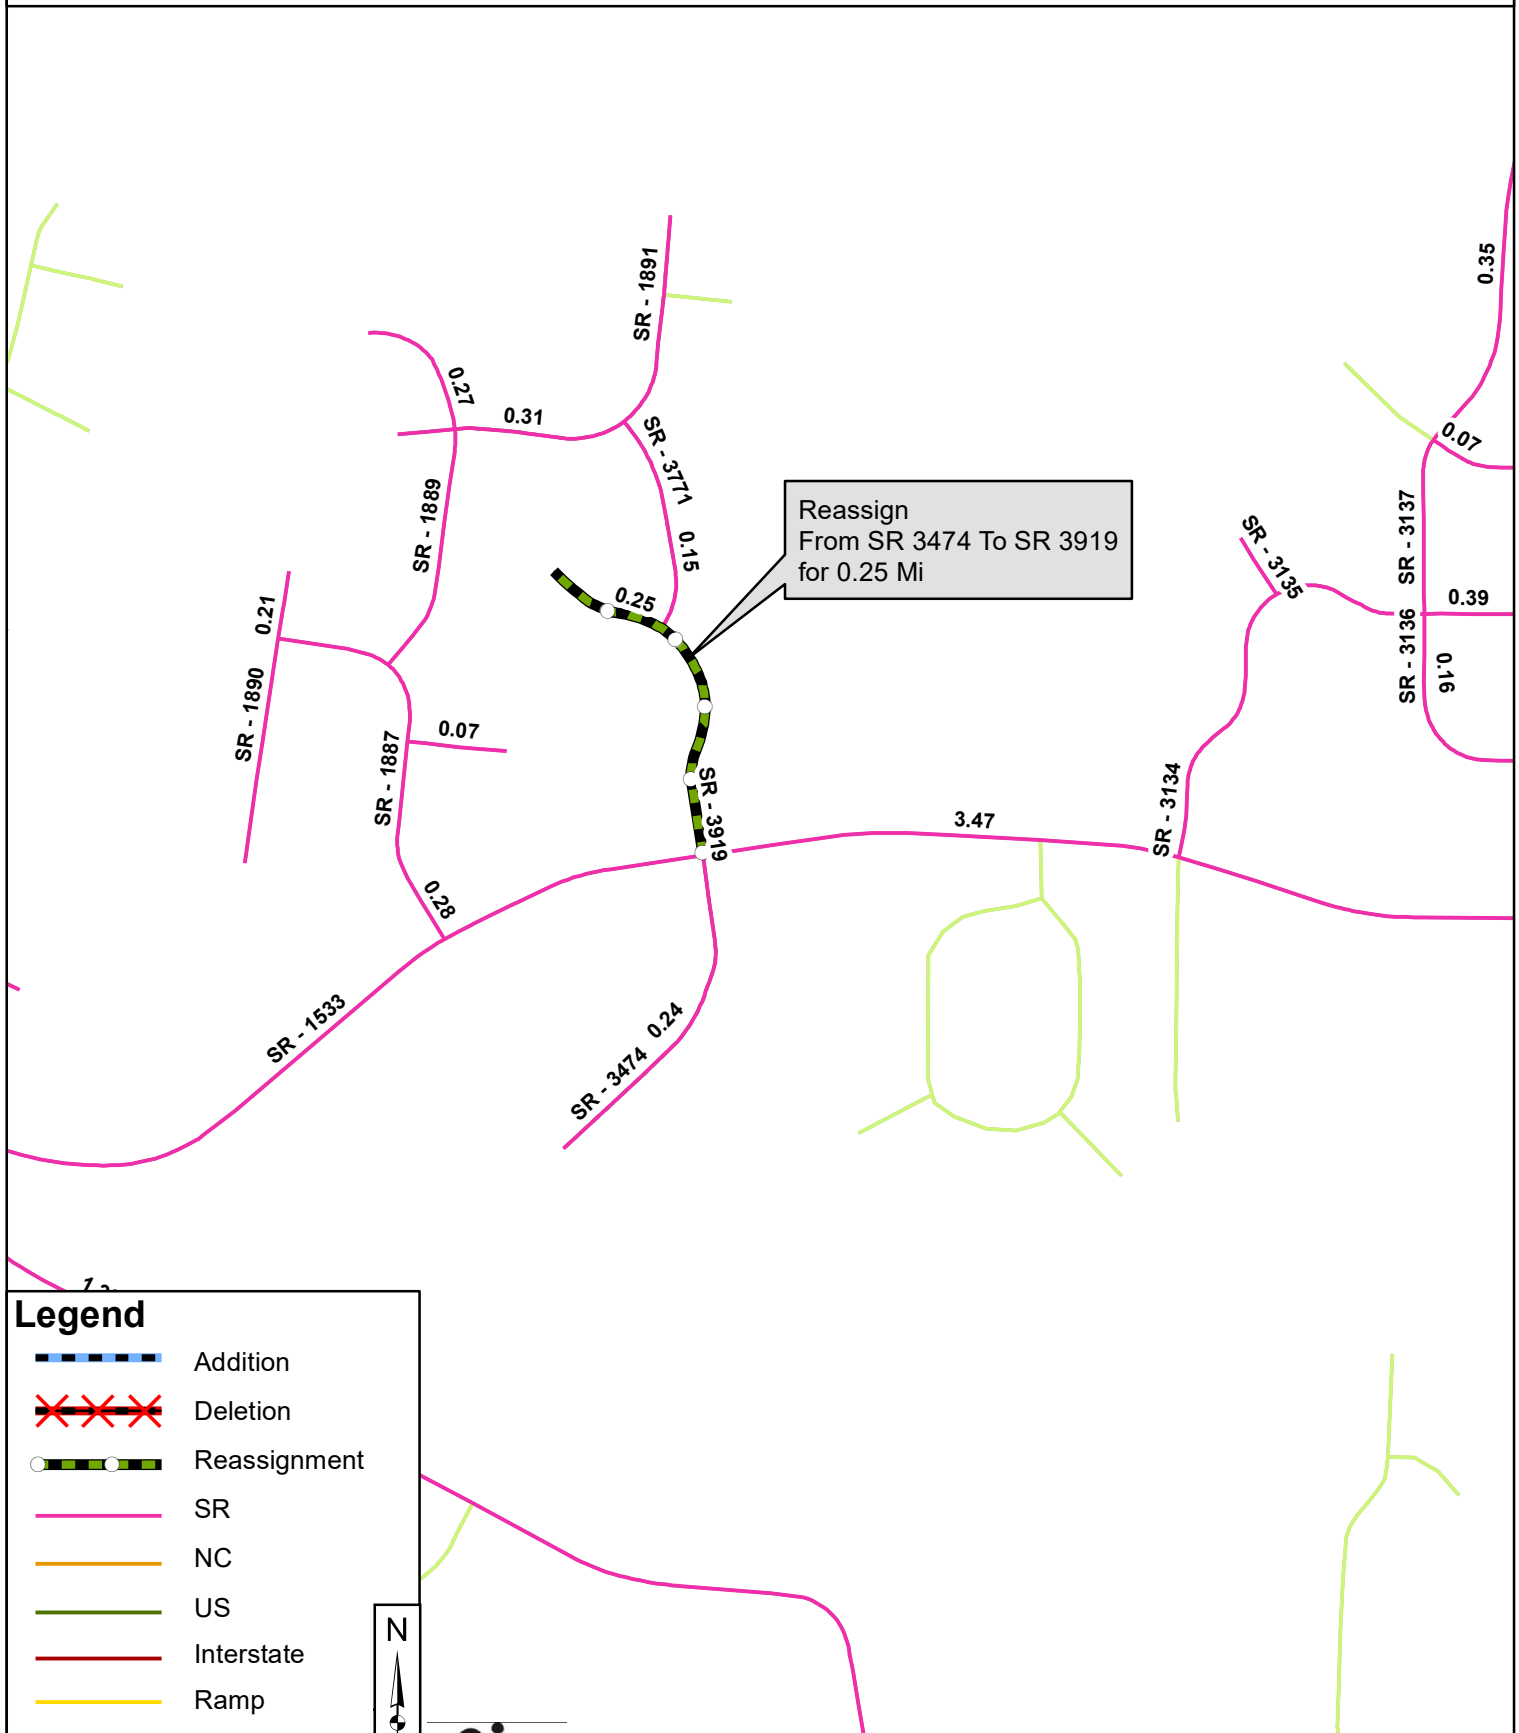 SR - 1891
0.35
0.27
0.31
SR - 3771
0.07
SR - 1889
SR - 3137
Reassign
From SR 3474 To SR 3919
for 0.25 Mi
0.15
SR - 3135
0.25
0.39
0.21
SR - 3136
0.16
SR - 1890
0.07
SR - 1887
SR - 3919
SR - 3134
3.47
0.28
SR - 1533
0.24
SR - 3474
Legend
Addition
Deletion
Reassignment
SR
NC
US
Interstate
Ramp
N